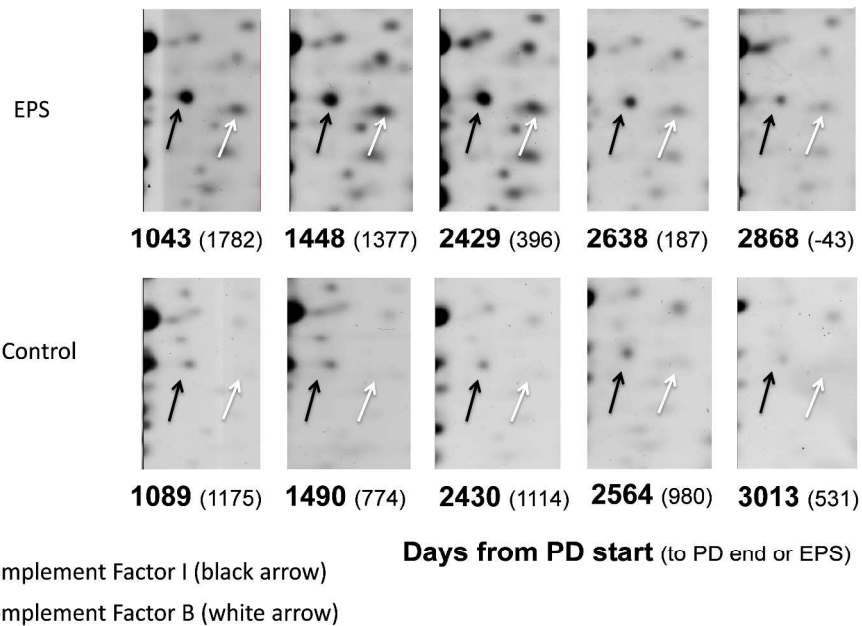 EPS
1043 (1782) 1448 (1377) 2429 (396) 2638 (187) 2868 (-43)
Control
1089 (1175) 1490 (774) 2430 (1114) 2564 (980) 3013 (531)
Days from PD start (to PD end or EPS)
mplement Factor I (black arrow)
mplement Factor B (white arrow)